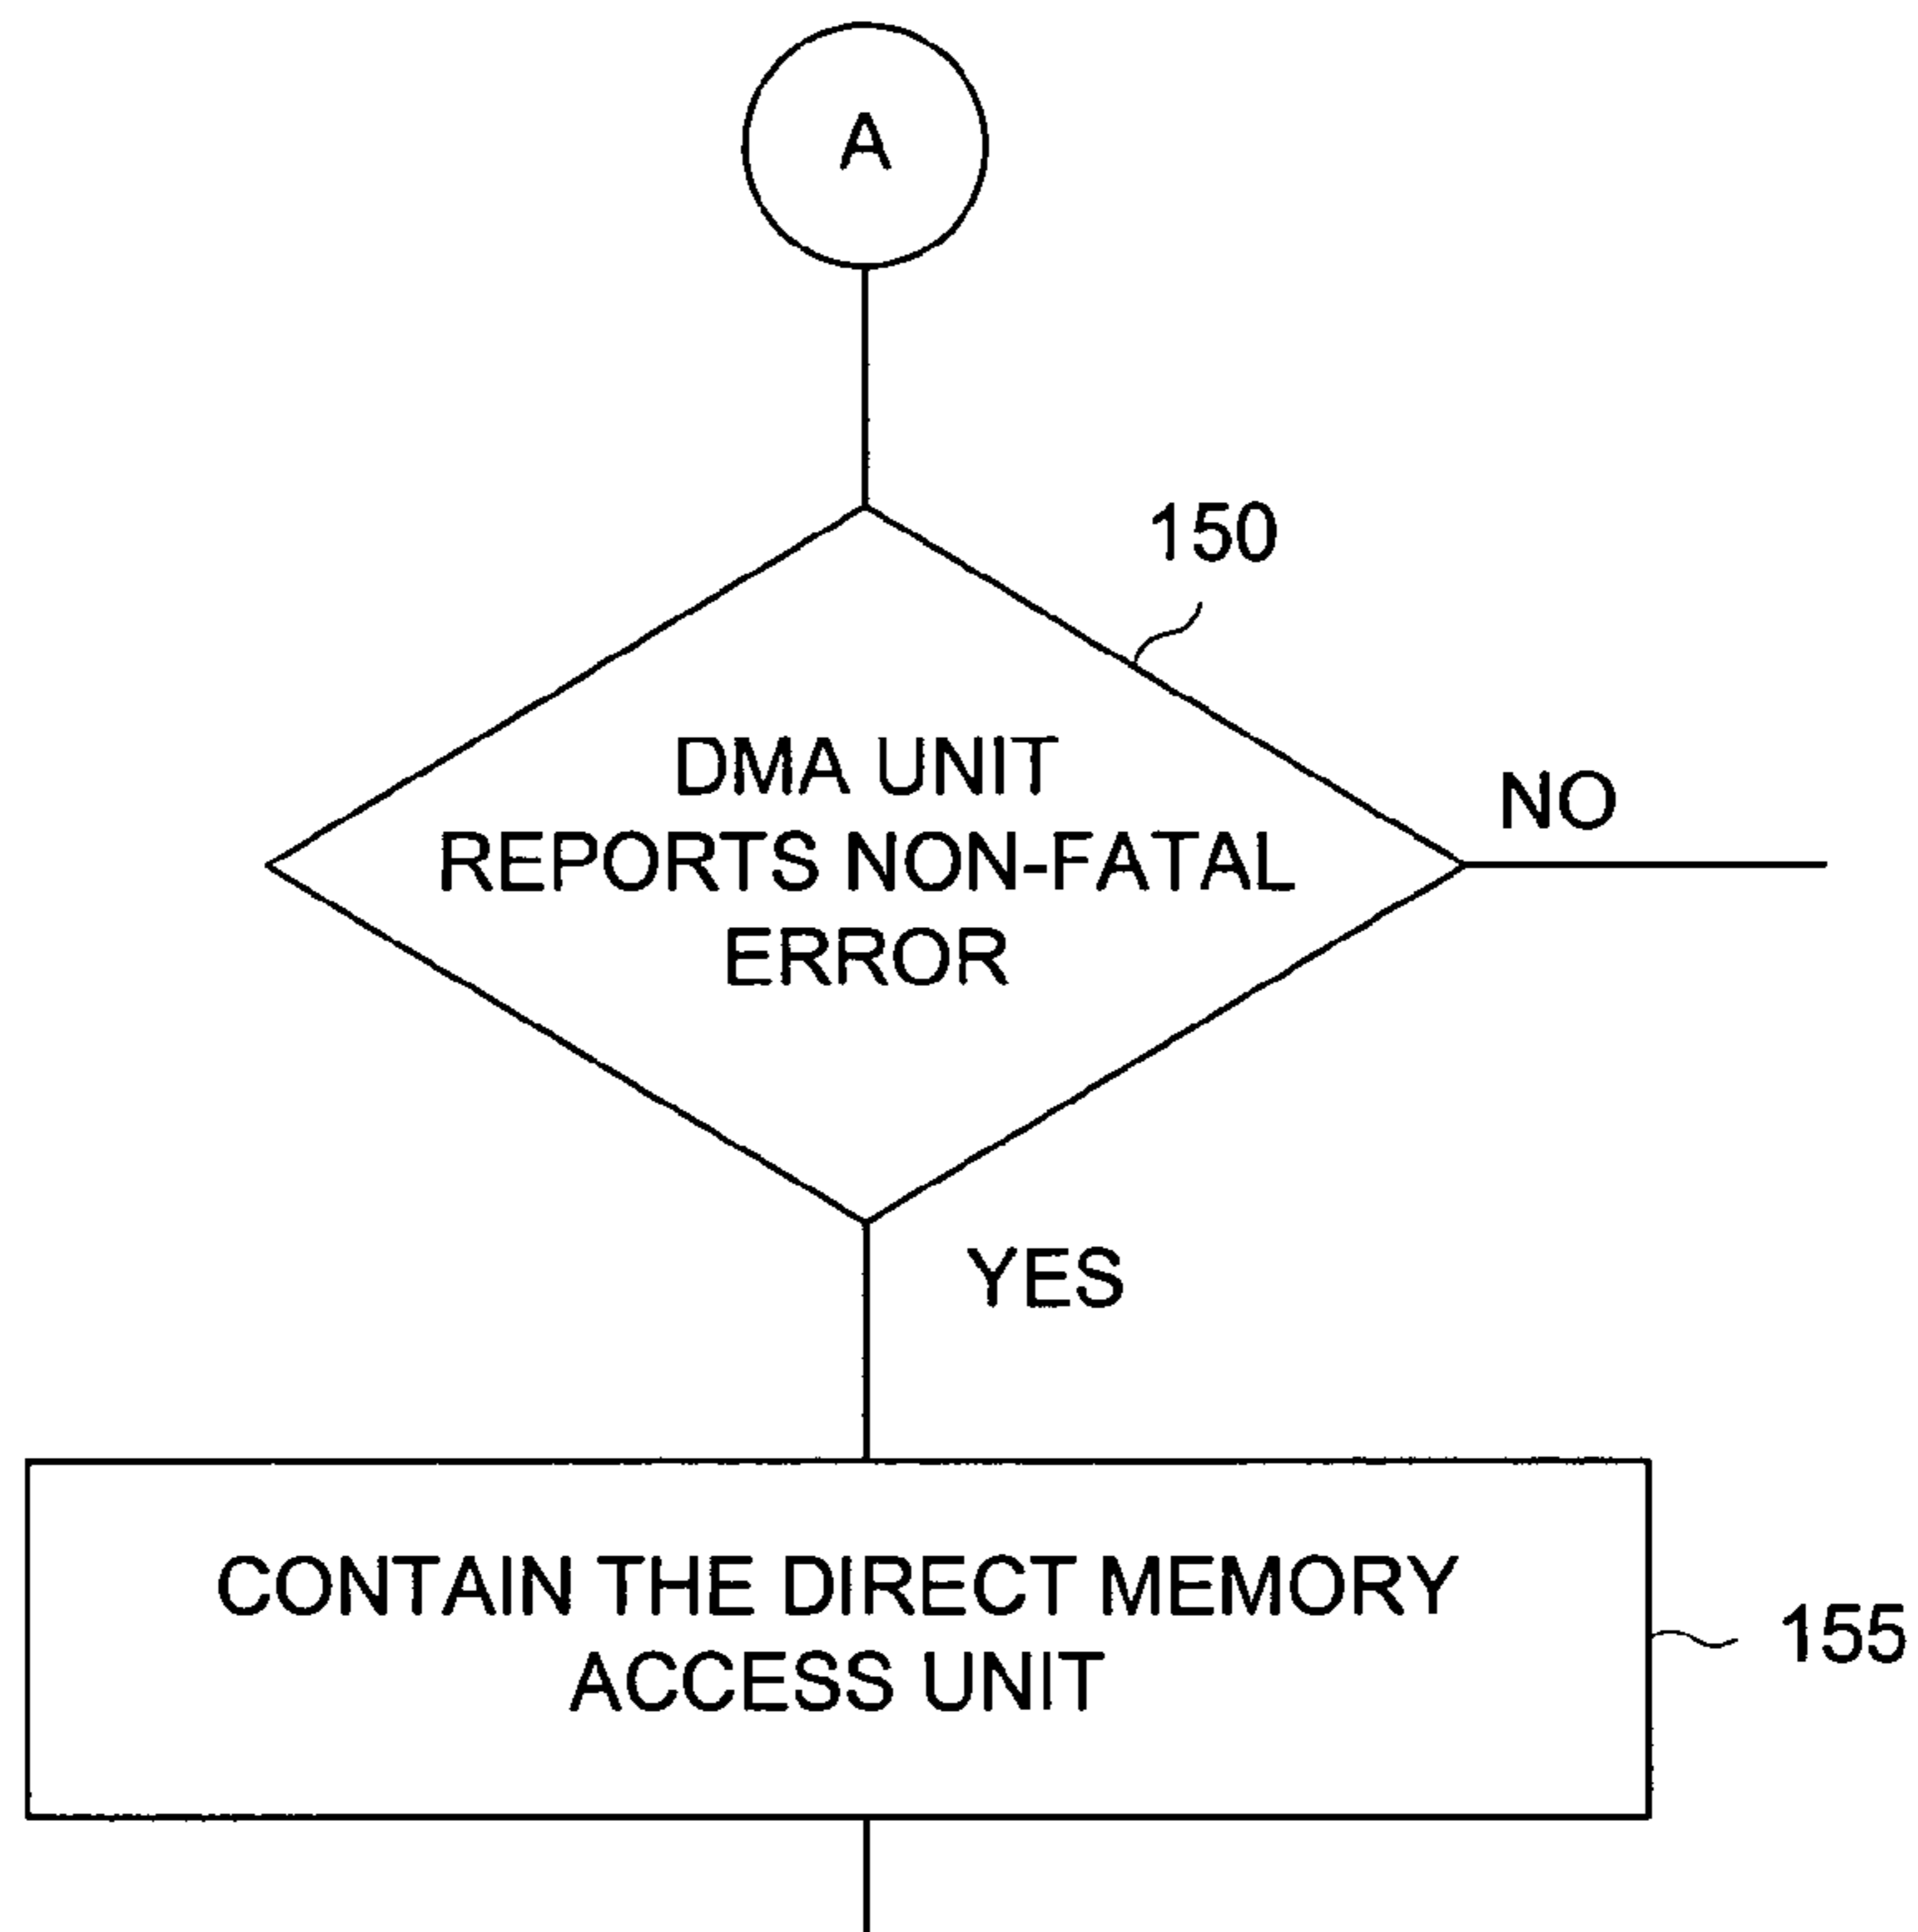 A
150
DMA UNIT
REPORTS NON-FATAL
ERROR
NO
YES
CONTAIN THE DIRECT MEMORY
ACCESS UNIT
155